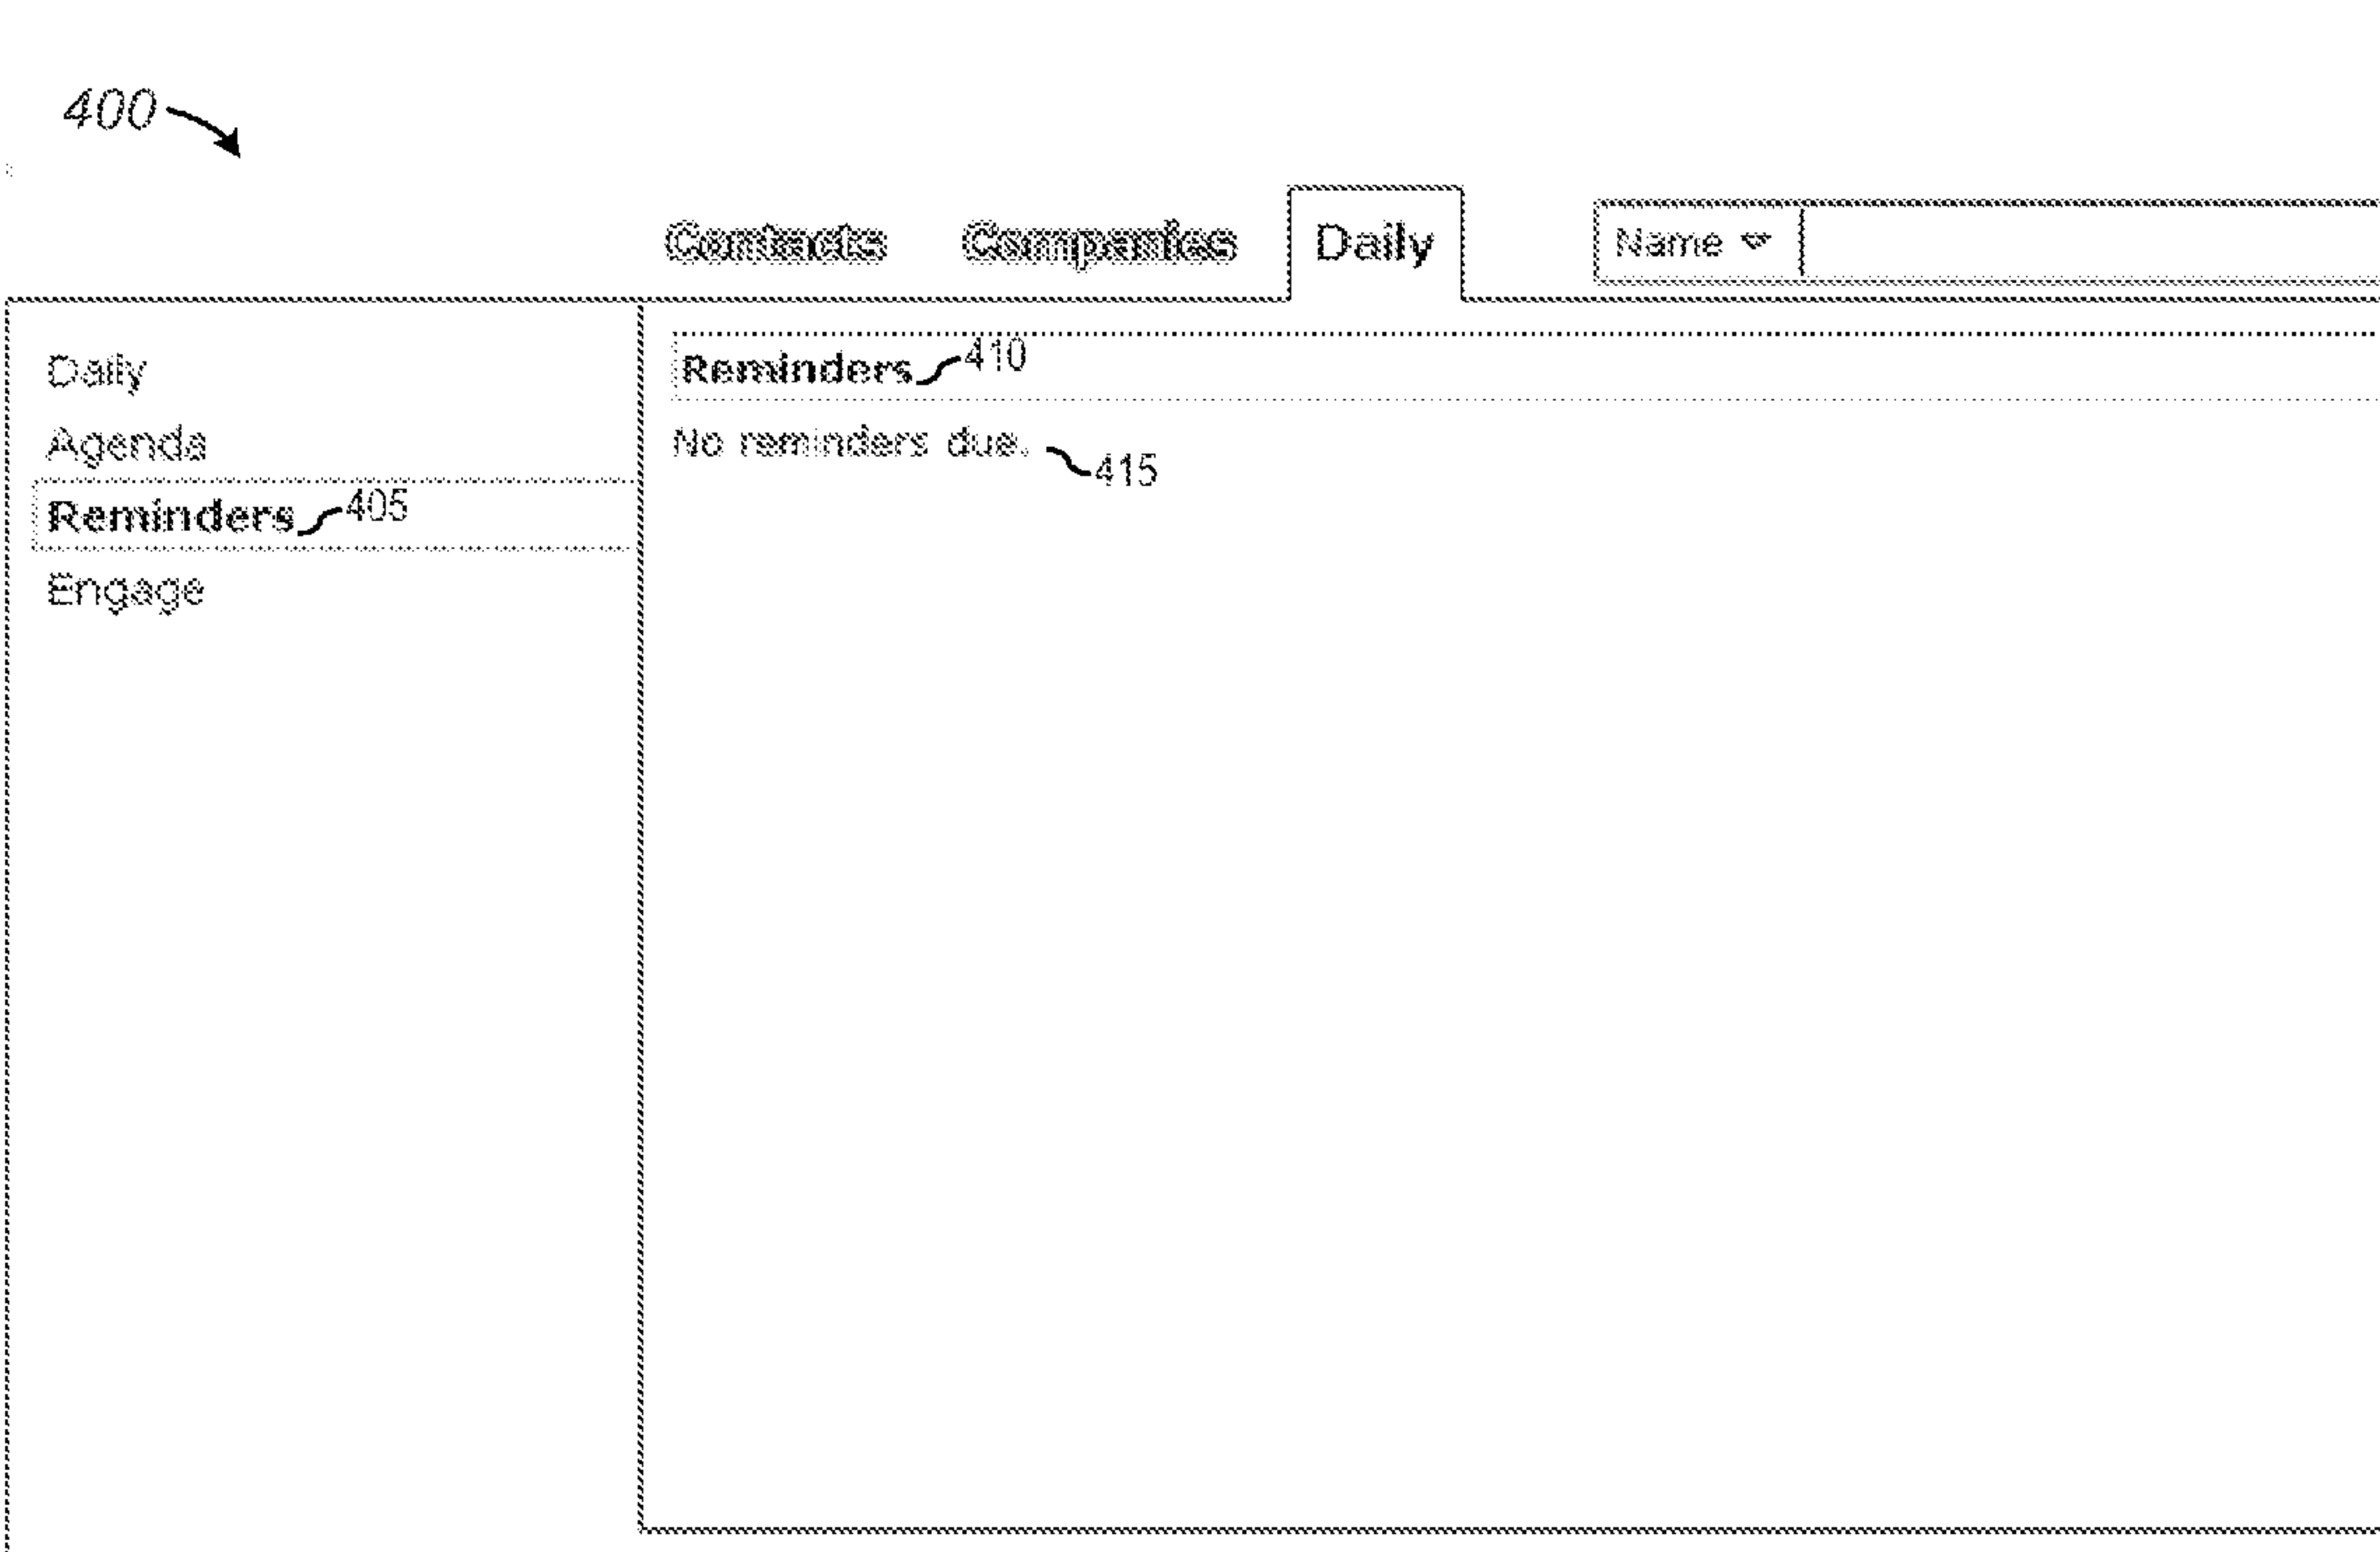 400
Contacts Companies Daily Name
Daily
Agenda
Reminders 405
Engage
Reminders 410
No reminders due. 415